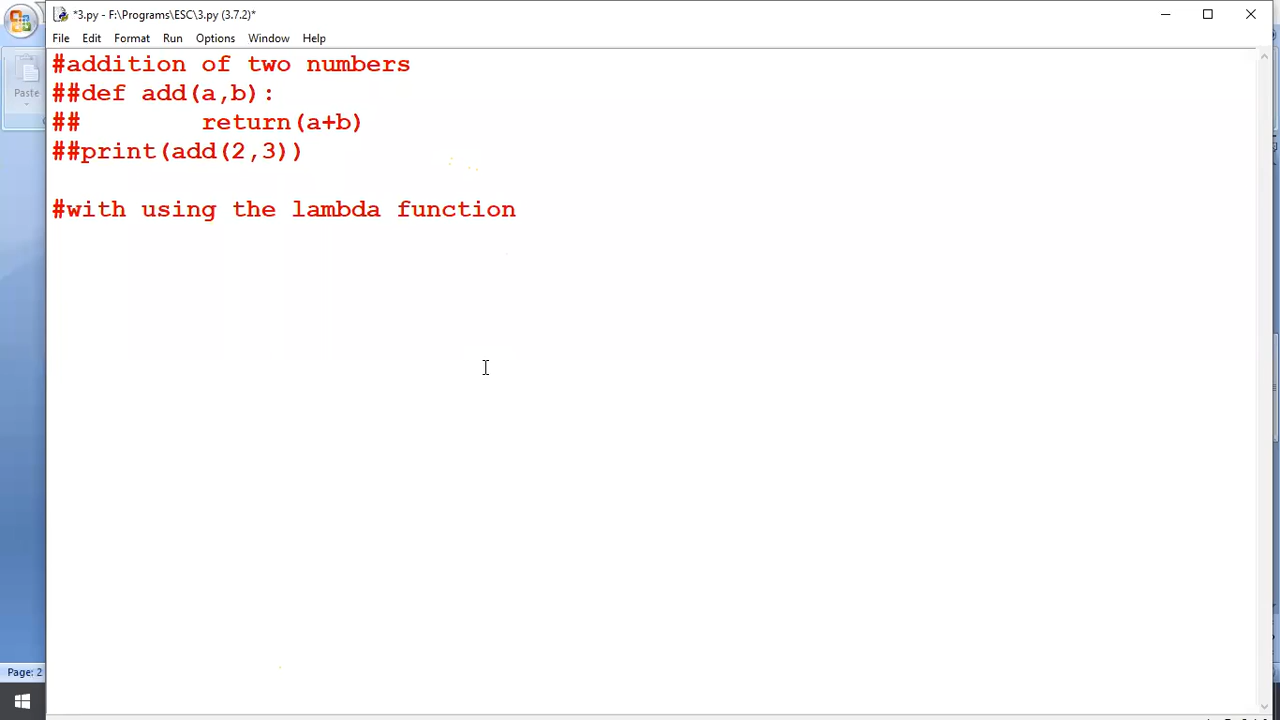 *3.py - F:\Programs\ESC\3.py (3.7.2)*
File Edit Format Run Options Window Help
Paste
#addition of two numbers
##def add(a,b):
##        return(a+b)
##print(add(2,3))
#with using the lambda function
Page: 2